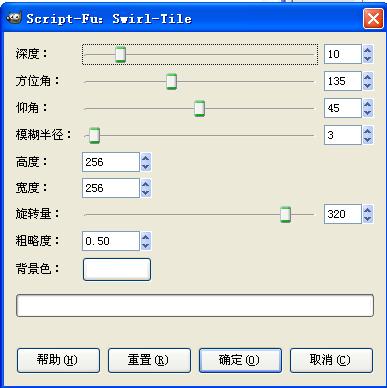 Script-Fu: Swirl-Tile
深度： 10
方位角： 135
仰角： 45
模糊半径： 3
高度： 256
宽度： 256
旋转量： 320
粗略度： 0.50
背景色：
帮助(H) 重置(R) 确定(O) 取消(C)